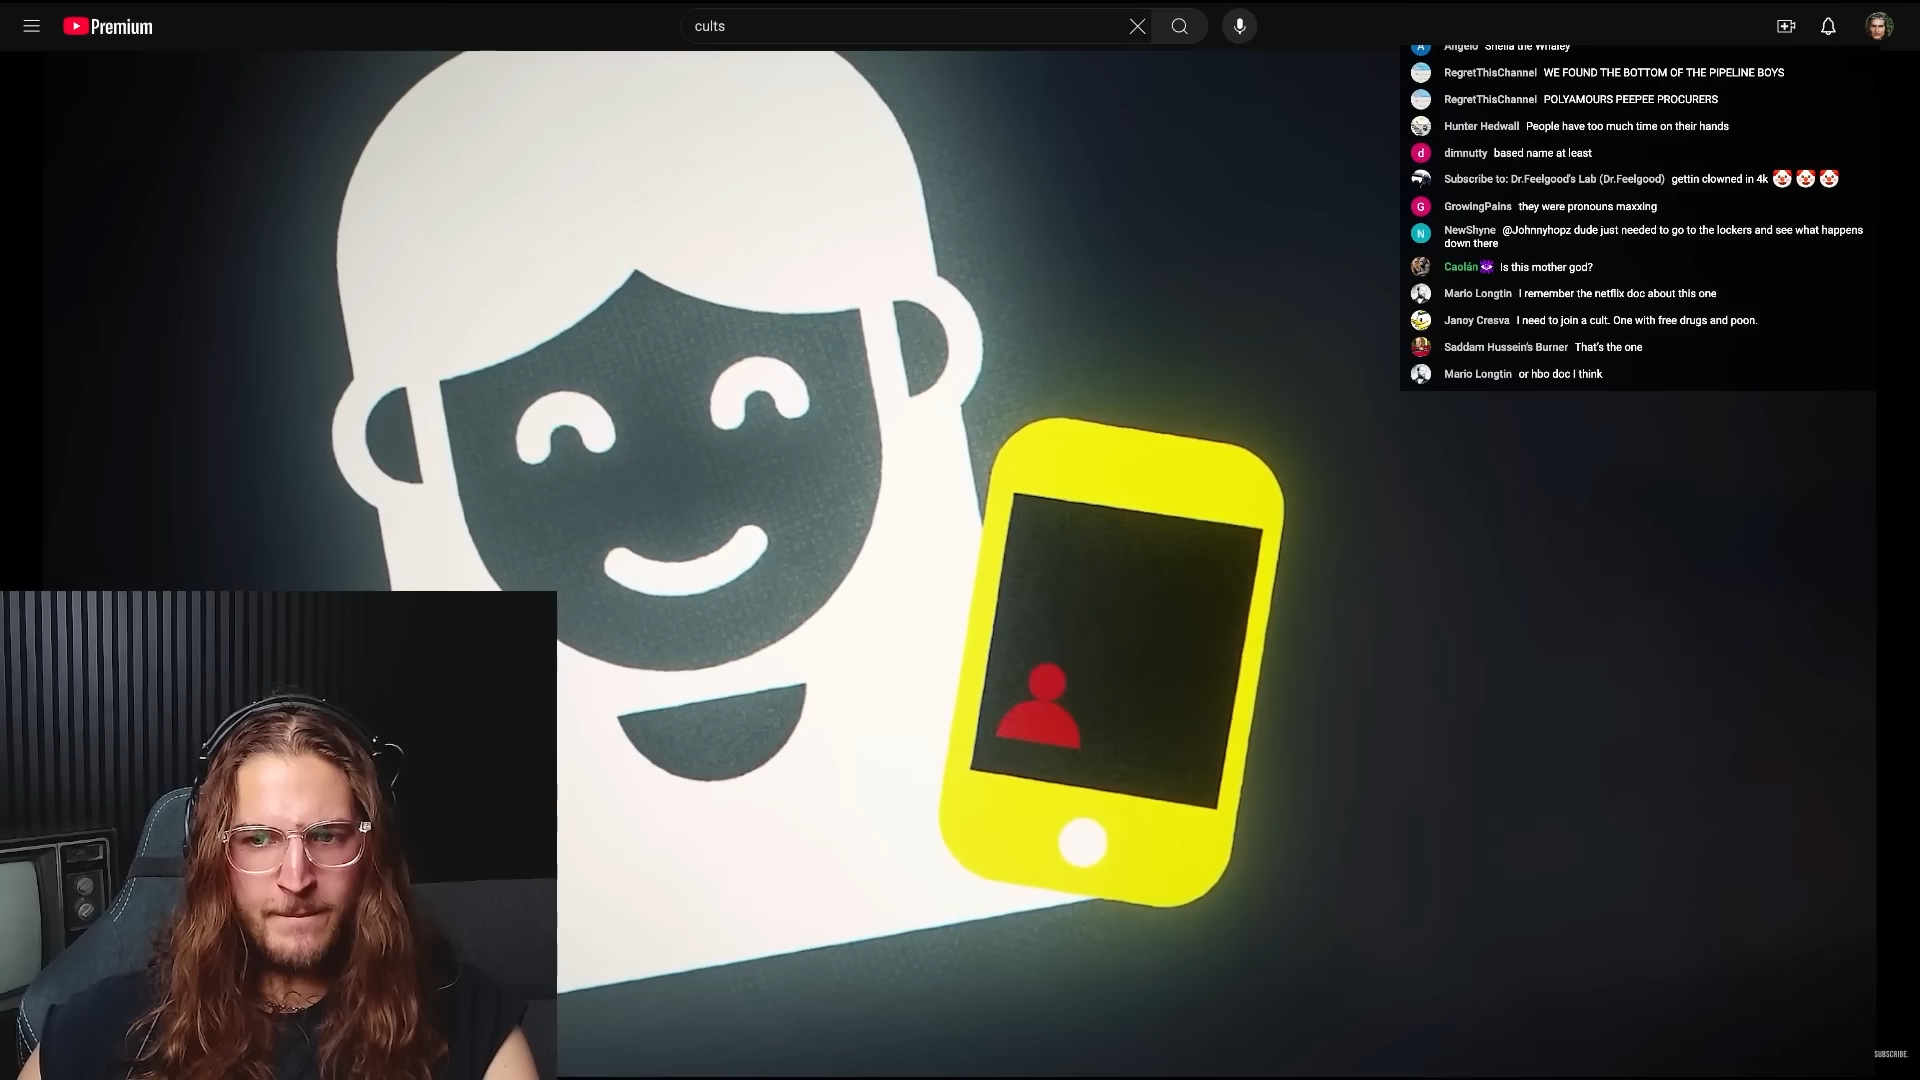 Premium
cults
Angelo Sheila the Whaley
RegretThisChannel WE FOUND THE BOTTOM OF THE PIPELINE BOYS
RegretThisChannel POLYAMOURS PEEPEE PROCURERS
Hunter Hedwall People have too much time on their hands
d dimnutty based name at least
Subscribe to: Dr.Feelgood's Lab (Dr.Feelgood) gettin clowned in 4k 🤡 🤡 🤡
G GrowingPains they were pronouns maxxing
N NewShyne @Johnnyhopz dude just needed to go to the lockers and see what happens
down there
Caolán Is this mother god?
Mario Longtin I remember the netflix doc about this one
Janoy Cresva I need to join a cult. One with free drugs and poon.
Saddam Hussein's Burner That's the one
Mario Longtin or hbo doc I think
SUBSCRIBE.